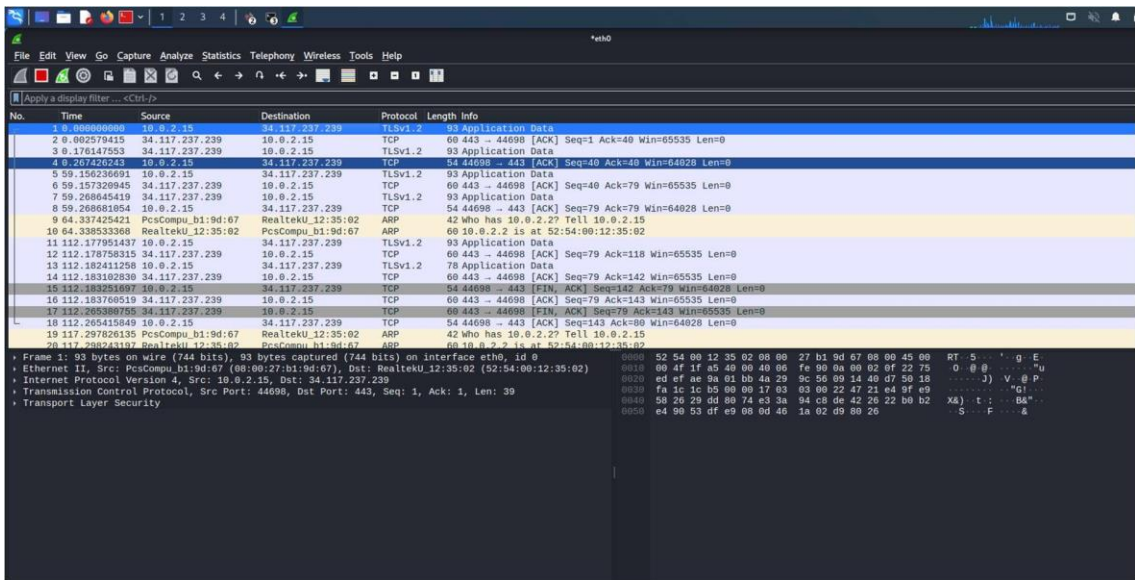 1 2 3 4
*eth0
File Edit View Go Capture Analyze Statistics Telephony Wireless Tools Help
Apply a display filter ... <Ctrl-/>
No. Time Source Destination Protocol Length Info
1 0.000000000 10.0.2.15 34.117.237.239 TLSv1.2 93 Application Data
2 0.002579415 34.117.237.239 10.0.2.15 TCP 60 443 → 44698 [ACK] Seq=1 Ack=40 Win=65535 Len=0
3 0.176147553 34.117.237.239 10.0.2.15 TLSv1.2 93 Application Data
4 0.267426243 10.0.2.15 34.117.237.239 TCP 54 44698 → 443 [ACK] Seq=40 Ack=40 Win=64028 Len=0
5 59.156236691 10.0.2.15 34.117.237.239 TLSv1.2 93 Application Data
6 59.157320945 34.117.237.239 10.0.2.15 TCP 60 443 → 44698 [ACK] Seq=40 Ack=79 Win=65535 Len=0
7 59.268645419 34.117.237.239 10.0.2.15 TLSv1.2 93 Application Data
8 59.268681054 10.0.2.15 34.117.237.239 TCP 54 44698 → 443 [ACK] Seq=79 Ack=79 Win=64028 Len=0
9 64.337425421 PcsCompu_b1:9d:67 RealtekU_12:35:02 ARP 42 Who has 10.0.2.2? Tell 10.0.2.15
10 64.338533368 RealtekU_12:35:02 PcsCompu_b1:9d:67 ARP 60 10.0.2.2 is at 52:54:00:12:35:02
11 112.177951437 10.0.2.15 34.117.237.239 TLSv1.2 93 Application Data
12 112.178758315 34.117.237.239 10.0.2.15 TCP 60 443 → 44698 [ACK] Seq=79 Ack=118 Win=65535 Len=0
13 112.182411258 10.0.2.15 34.117.237.239 TLSv1.2 78 Application Data
14 112.183102830 34.117.237.239 10.0.2.15 TCP 60 443 → 44698 [ACK] Seq=79 Ack=142 Win=65535 Len=0
15 112.183251697 10.0.2.15 34.117.237.239 TCP 54 44698 → 443 [FIN, ACK] Seq=142 Ack=79 Win=64028 Len=0
16 112.183760519 34.117.237.239 10.0.2.15 TCP 60 443 → 44698 [ACK] Seq=79 Ack=143 Win=65535 Len=0
17 112.265380755 34.117.237.239 10.0.2.15 TCP 60 443 → 44698 [FIN, ACK] Seq=79 Ack=143 Win=65535 Len=0
18 112.265415849 10.0.2.15 34.117.237.239 TCP 54 44698 → 443 [ACK] Seq=143 Ack=80 Win=64028 Len=0
19 117.297826135 PcsCompu_b1:9d:67 RealtekU_12:35:02 ARP 42 Who has 10.0.2.2? Tell 10.0.2.15
20 117.298243197 RealtekU_12:35:02 PcsCompu_b1:9d:67 ARP 60 10.0.2.2 is at 52:54:00:12:35:02
Frame 1: 93 bytes on wire (744 bits), 93 bytes captured (744 bits) on interface eth0, id 0
Ethernet II, Src: PcsCompu_b1:9d:67 (08:00:27:b1:9d:67), Dst: RealtekU_12:35:02 (52:54:00:12:35:02)
Internet Protocol Version 4, Src: 10.0.2.15, Dst: 34.117.237.239
Transmission Control Protocol, Src Port: 44698, Dst Port: 443, Seq: 1, Ack: 1, Len: 39
Transport Layer Security
0000 52 54 00 12 35 02 08 00 27 b1 9d 67 08 00 45 00 RT··5···'··g··E·
0010 00 4f 1f a5 40 00 40 06 fe 90 0a 00 02 0f 22 75 ·O··@·@·······"u
0020 ed ef ae 9a 01 bb 4a 29 9c 56 09 14 40 d7 50 18 ······J)·V··@·P·
0030 fa 1c 1c b5 00 00 17 03 03 00 22 47 21 e4 9f e9 ··········"G!···
0040 58 26 29 dd 80 74 e3 3a 94 c8 de 42 26 22 b0 b2 X&)··t·:···B&"··
0050 e4 90 53 df e9 08 0d 46 1a 02 d9 80 26 ··S····F····&